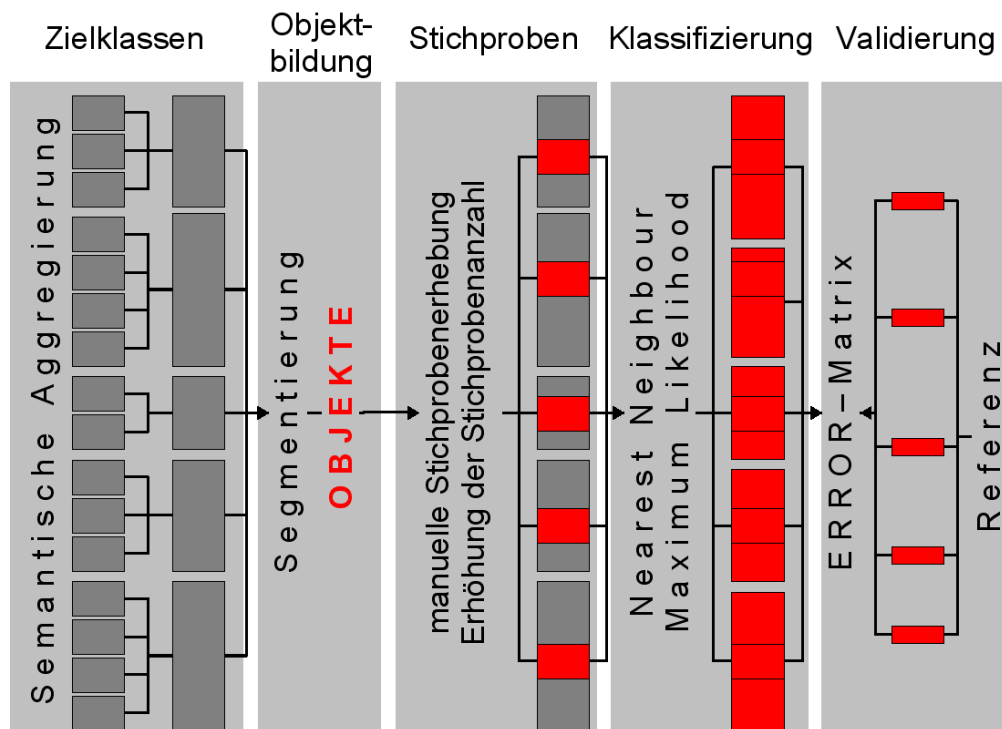 Zielklassen
Objekt-
bildung
Stichproben
Klassifizierung
Validierung
Semantische Aggregierung
Segmentierung
OBJEKTE
manuelle Stichprobenerhebung
Erhöhung der Stichprobenanzahl
Nearest Neighbour
Maximum Likelihood
ERROR–Matrix
Referenz